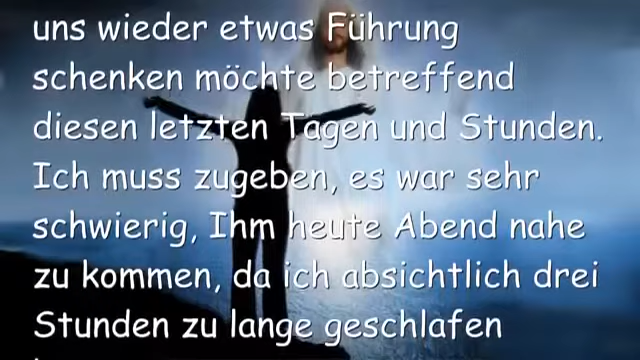 uns wieder etwas Führung
schenken möchte betreffend
diesen letzten Tagen und Stunden.
Ich muss zugeben, es war sehr
schwierig, Ihm heute Abend nahe
zu kommen, da ich absichtlich drei
Stunden zu lange geschlafen